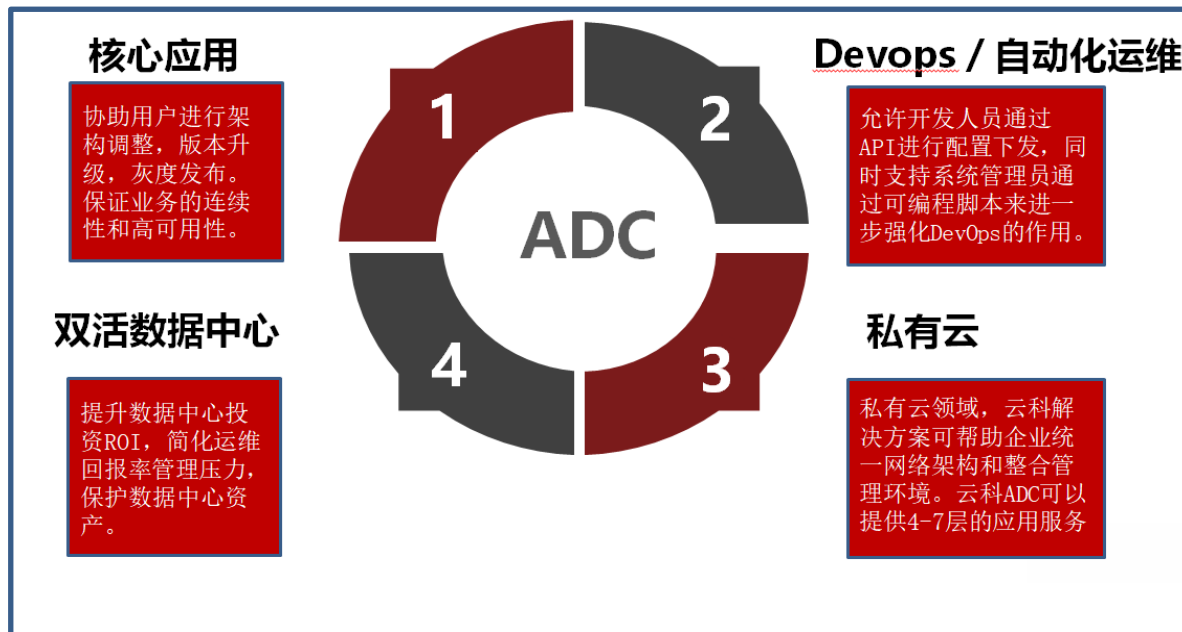 核心应用
协助用户进行架
构调整，版本升
级，灰度发布。
保证业务的连续
性和高可用性。
1
2
Devops / 自动化运维
允许开发人员通过
API进行配置下发，同
时支持系统管理员通
过可编程脚本来进一
步强化DevOps的作用。
ADC
双活数据中心
提升数据中心投
资ROI，简化运维
回报率管理压力，
保护数据中心资
产。
4
3
私有云
私有云领域，云科解
决方案可帮助企业统
一网络架构和整合管
理环境。云科ADC可以
提供4-7层的应用服务